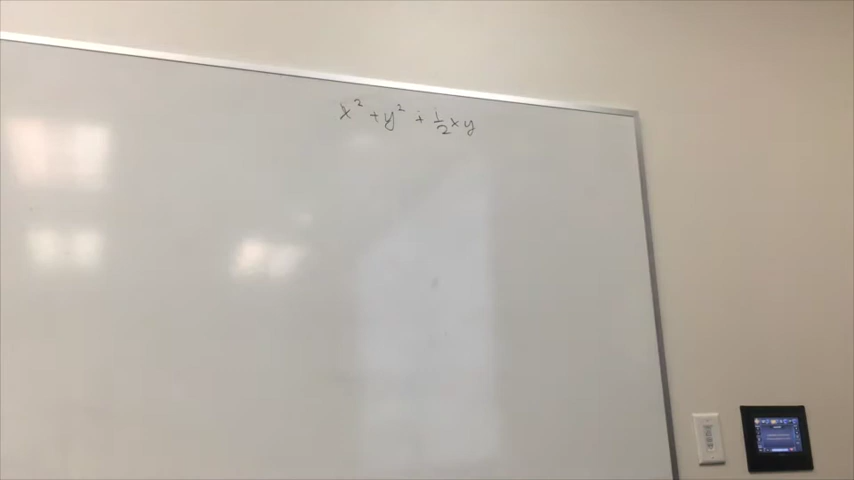 x² + y² + ½xy